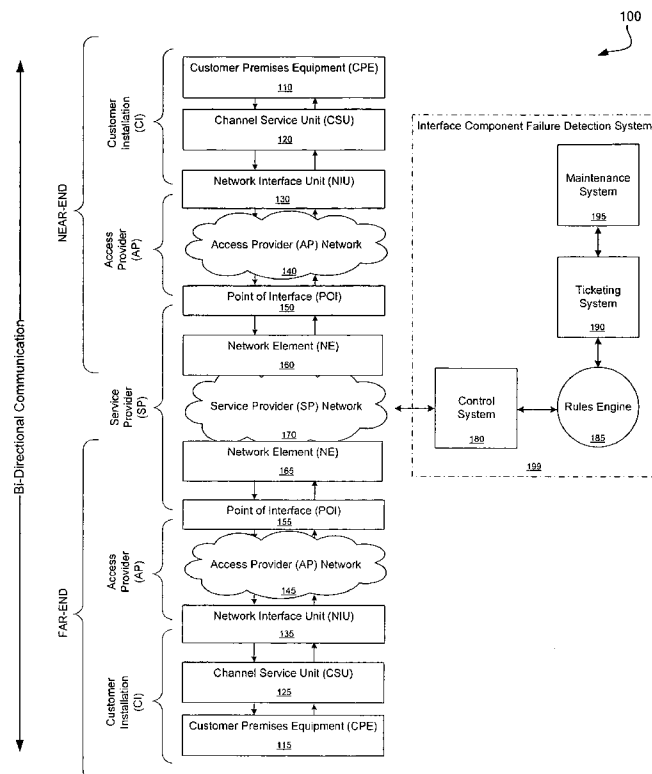 100
Customer Premises Equipment (CPE)
110
Channel Service Unit (CSU)
120
Network Interface Unit (NIU)
130
Access Provider (AP) Network
140
Point of Interface (POI)
150
Network Element (NE)
160
Service Provider (SP) Network
170
Network Element (NE)
165
Point of Interface (POI)
155
Access Provider (AP) Network
145
Network Interface Unit (NIU)
135
Channel Service Unit (CSU)
125
Customer Premises Equipment (CPE)
115
Customer
Installation
(CI)
Access
Provider
(AP)
Service
Provider
(SP)
Access
Provider
(AP)
Customer
Installation
(CI)
NEAR-END
FAR-END
Bi-Directional Communication
Interface Component Failure Detection System
Maintenance
System
195
Ticketing
System
190
Control
System
180
Rules Engine
185
199